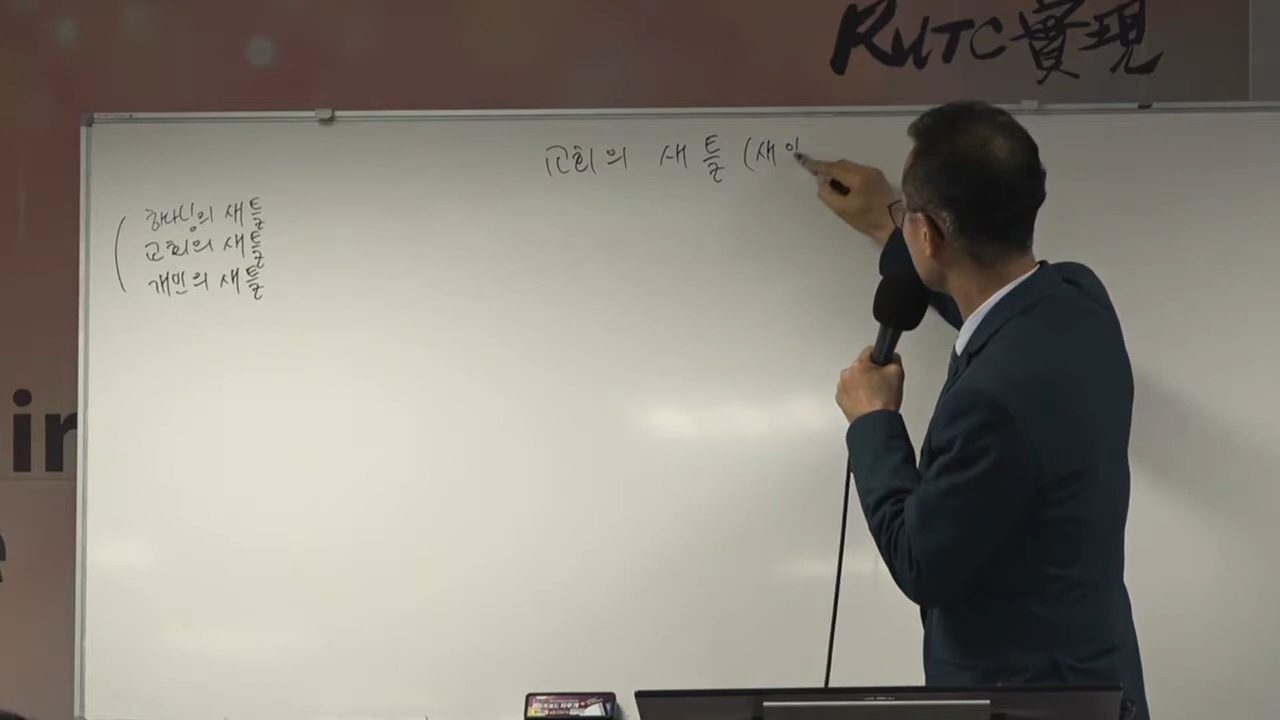 RUTC實現
교회의 새틀 (새
하나님의 새틀
교회의 새틀
개인의 새틀
in
e